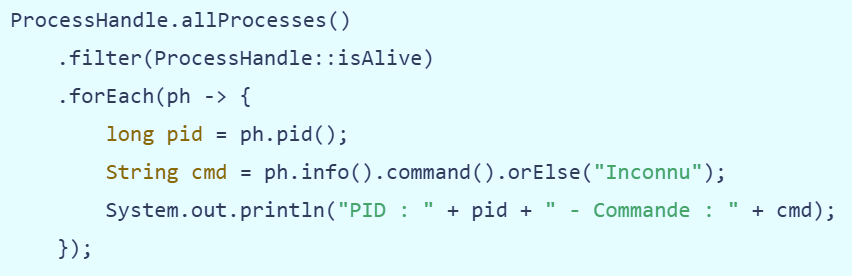 ProcessHandle.allProcesses()
    .filter(ProcessHandle::isAlive)
    .forEach(ph -> {
        long pid = ph.pid();
        String cmd = ph.info().command().orElse("Inconnu");
        System.out.println("PID : " + pid + " - Commande : " + cmd);
    });